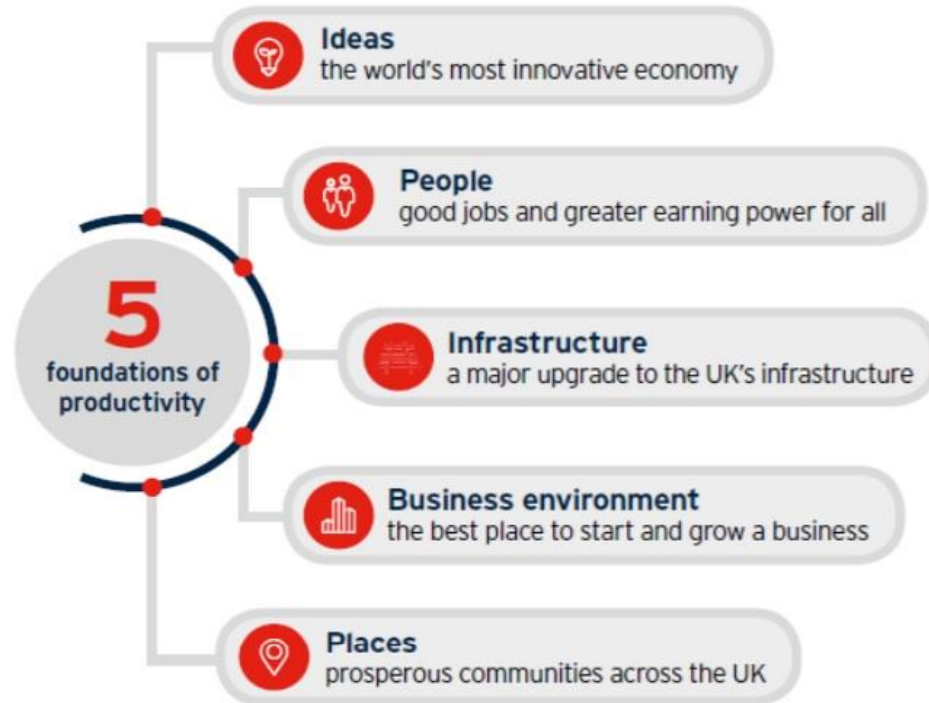 Ideas
the world's most innovative economy
People
good jobs and greater earning power for all
5
foundations of
productivity
Infrastructure
a major upgrade to the UK's infrastructure
Business environment
the best place to start and grow a business
Places
prosperous communities across the UK